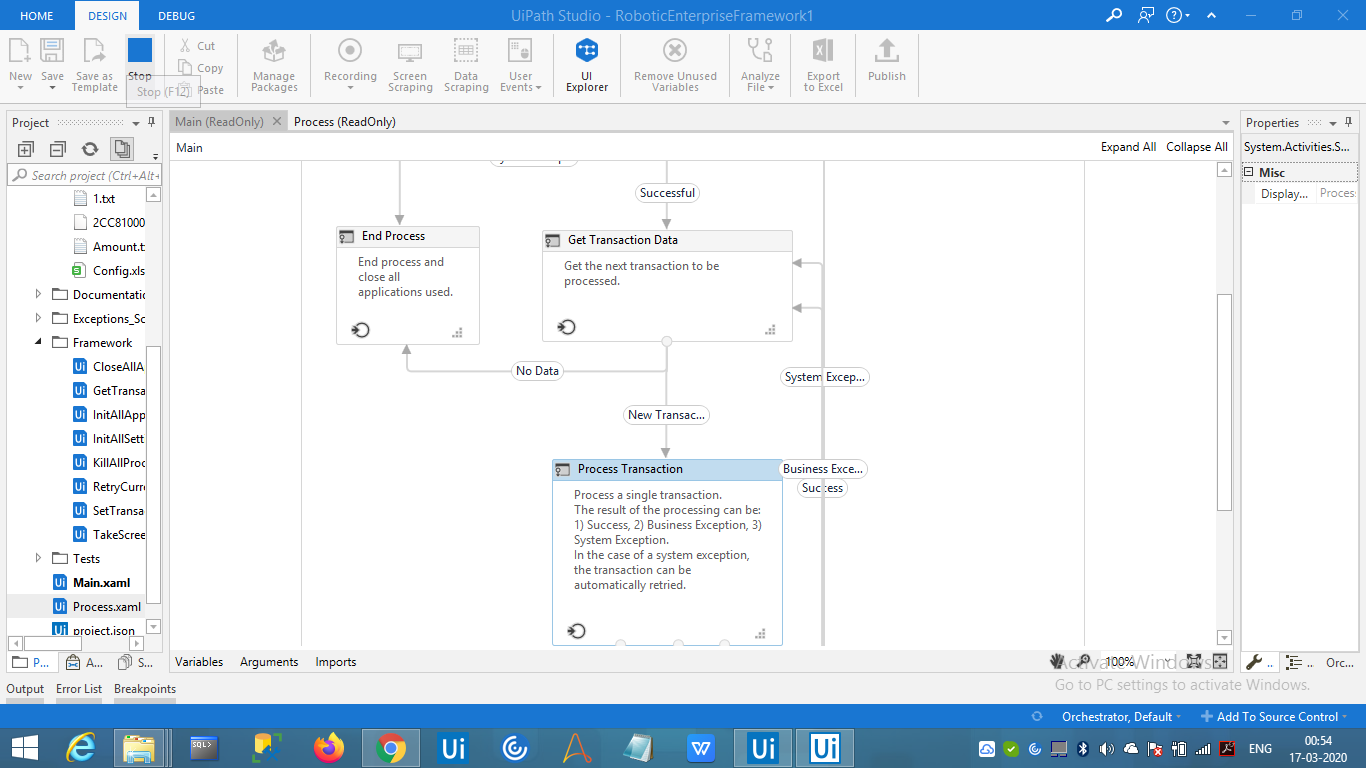 HOME
DESIGN
DEBUG
UiPath Studio - RoboticEnterpriseFramework1
New
Save
Save as Template
Stop
Stop (F12)
Cut
Copy
Paste
Manage Packages
Recording
Screen Scraping
Data Scraping
User Events
UI Explorer
Remove Unused Variables
Analyze File
Export to Excel
Publish
Project
Search project (Ctrl+Alt+
1.txt
2CC81000
Amount.t
Config.xls
Documentatic
Exceptions_Sc
Framework
CloseAllA
GetTransa
InitAllApp
InitAllSett
KillAllProc
RetryCurre
SetTransa
TakeScree
Tests
Main.xaml
Process.xaml
project.json
P...
A...
S...
Main (ReadOnly)
Process (ReadOnly)
Main
Expand All
Collapse All
Successful
End Process
End process and
close all
applications used.
Get Transaction Data
Get the next transaction to be
processed.
No Data
System Excep...
New Transac...
Process Transaction
Business Exce...
Success
Process a single transaction.
The result of the processing can be:
1) Success, 2) Business Exception, 3)
System Exception.
In the case of a system exception,
the transaction can be
automatically retried.
Variables
Arguments
Imports
100%
Properties
System.Activities.S...
Misc
Display...
Proces
Orc...
Activate Windows
Go to PC settings to activate Windows.
Output
Error List
Breakpoints
Orchestrator, Default
Add To Source Control
SQL>
Ui
Ui
Ui
W
ENG
00:54
17-03-2020